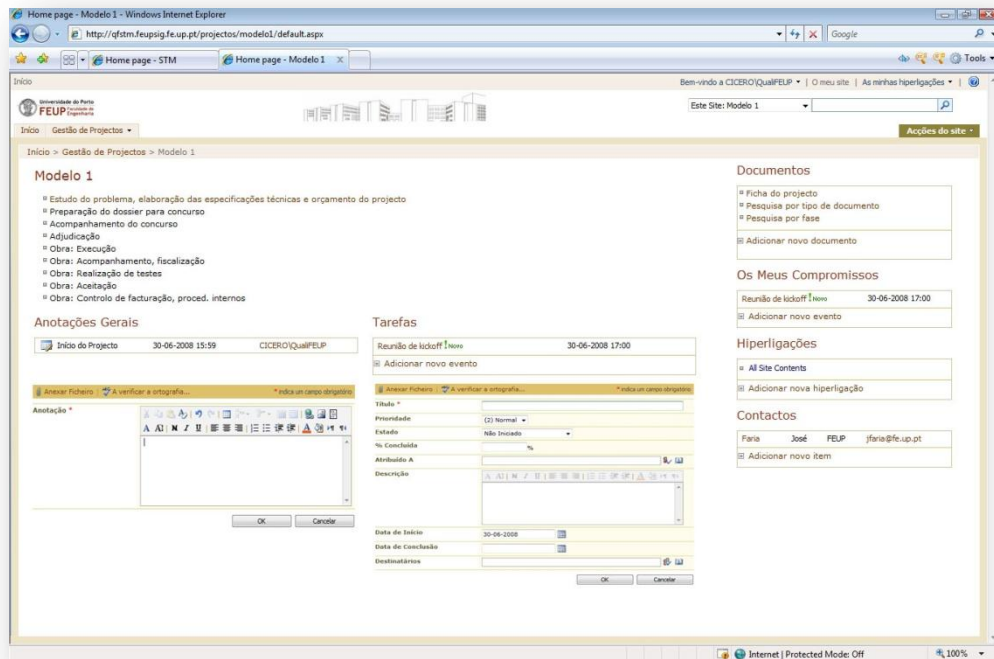 Home page - Modelo 1 - Windows Internet Explorer
http://qfstm.feupsig.fe.up.pt/projectos/modelo1/default.aspx
Google
Home page - STM
Home page - Modelo 1
Tools
Início
Bem-vindo a CICERO\QualiFEUP
O meu site
As minhas hiperligações
Universidade do Porto
FEUP Faculdade de Engenharia
Este Site: Modelo 1
Início
Gestão de Projectos
Acções do site
Início > Gestão de Projectos > Modelo 1
Modelo 1
Estudo do problema, elaboração das especificações técnicas e orçamento do projecto
Preparação do dossier para concurso
Acompanhamento do concurso
Adjudicação
Obra: Execução
Obra: Acompanhamento, fiscalização
Obra: Realização de testes
Obra: Aceitação
Obra: Controlo de facturação, proced. internos
Anotações Gerais
Início do Projecto 30-06-2008 15:59 CICERO\QualiFEUP
Anexar Ficheiro | A verificar a ortografia... * indica um campo obrigatório
Anotação *
A AI N I U
OK Cancelar
Tarefas
Reunião de kickoff ! Novo 30-06-2008 17:00
Adicionar novo evento
Anexar Ficheiro | A verificar a ortografia... * indica um campo obrigatório
Título *
Prioridade (2) Normal
Estado Não Iniciado
% Concluída %
Atribuído A
Descrição
A AI N I U
Data de Início 30-06-2008
Data de Conclusão
Destinatários
OK Cancelar
Documentos
Ficha do projecto
Pesquisa por tipo de documento
Pesquisa por fase
Adicionar novo documento
Os Meus Compromissos
Reunião de kickoff ! Novo 30-06-2008 17:00
Adicionar novo evento
Hiperligações
All Site Contents
Adicionar nova hiperligação
Contactos
Faria José FEUP jfaria@fe.up.pt
Adicionar novo item
Internet | Protected Mode: Off
100%